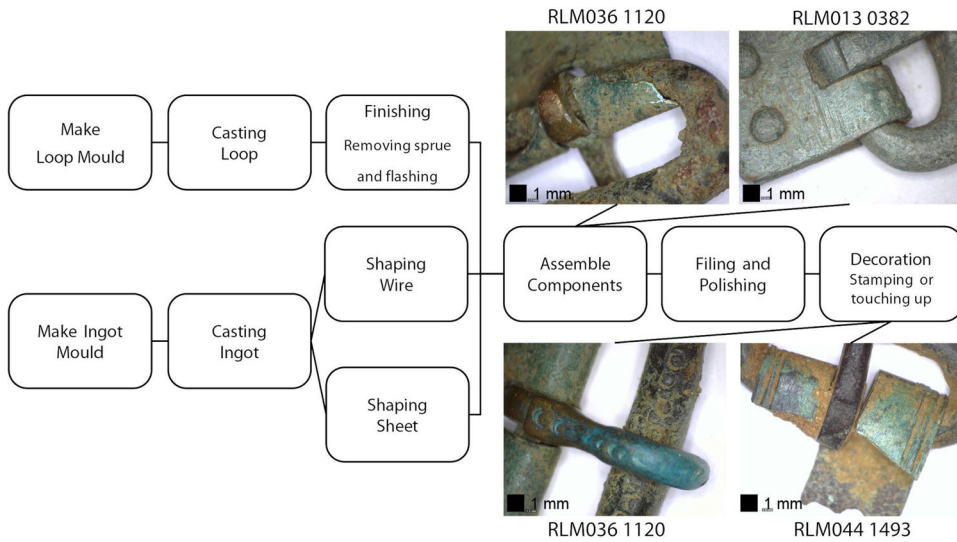 RLM036 1120
RLM013 0382
1 mm
1 mm
Make
Loop Mould
Casting
Loop
Finishing
Removing sprue
and flashing
Shaping
Wire
Assemble
Components
Filing and
Polishing
Decoration
Stamping or
touching up
Make Ingot
Mould
Casting
Ingot
Shaping
Sheet
1 mm
1 mm
RLM036 1120
RLM044 1493